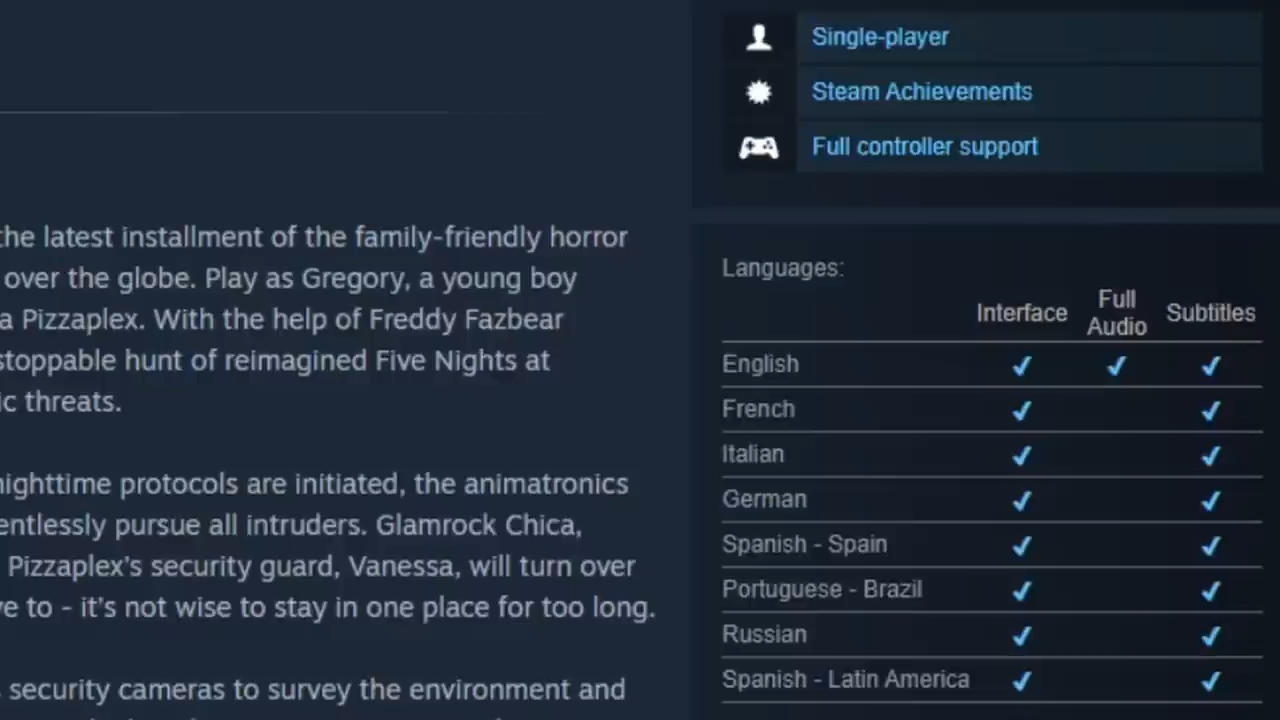 the latest installment of the family-friendly horror
over the globe. Play as Gregory, a young boy
a Pizzaplex. With the help of Freddy Fazbear
stoppable hunt of reimagined Five Nights at
ic threats.
nighttime protocols are initiated, the animatronics
entlessly pursue all intruders. Glamrock Chica,
Pizzaplex's security guard, Vanessa, will turn over
ve to - it's not wise to stay in one place for too long.
security cameras to survey the environment and
Single-player
Steam Achievements
Full controller support
Languages:
Interface Full Audio Subtitles
English ✔ ✔ ✔
French ✔ ✔
Italian ✔ ✔
German ✔ ✔
Spanish - Spain ✔ ✔
Portuguese - Brazil ✔ ✔
Russian ✔ ✔
Spanish - Latin America ✔ ✔